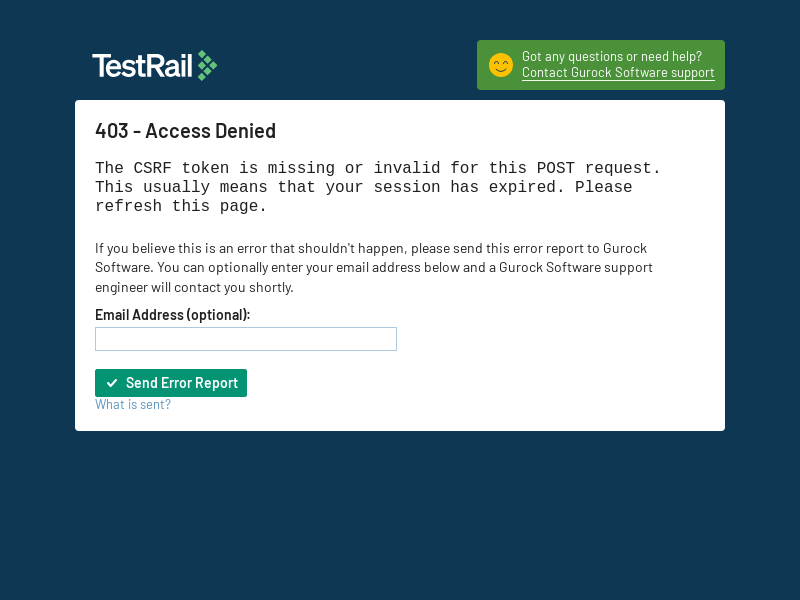 TestRail
Got any questions or need help?
Contact Gurock Software support
403 - Access Denied
The CSRF token is missing or invalid for this POST request.
This usually means that your session has expired. Please
refresh this page.
If you believe this is an error that shouldn't happen, please send this error report to Gurock
Software. You can optionally enter your email address below and a Gurock Software support
engineer will contact you shortly.
Email Address (optional):
Send Error Report
What is sent?